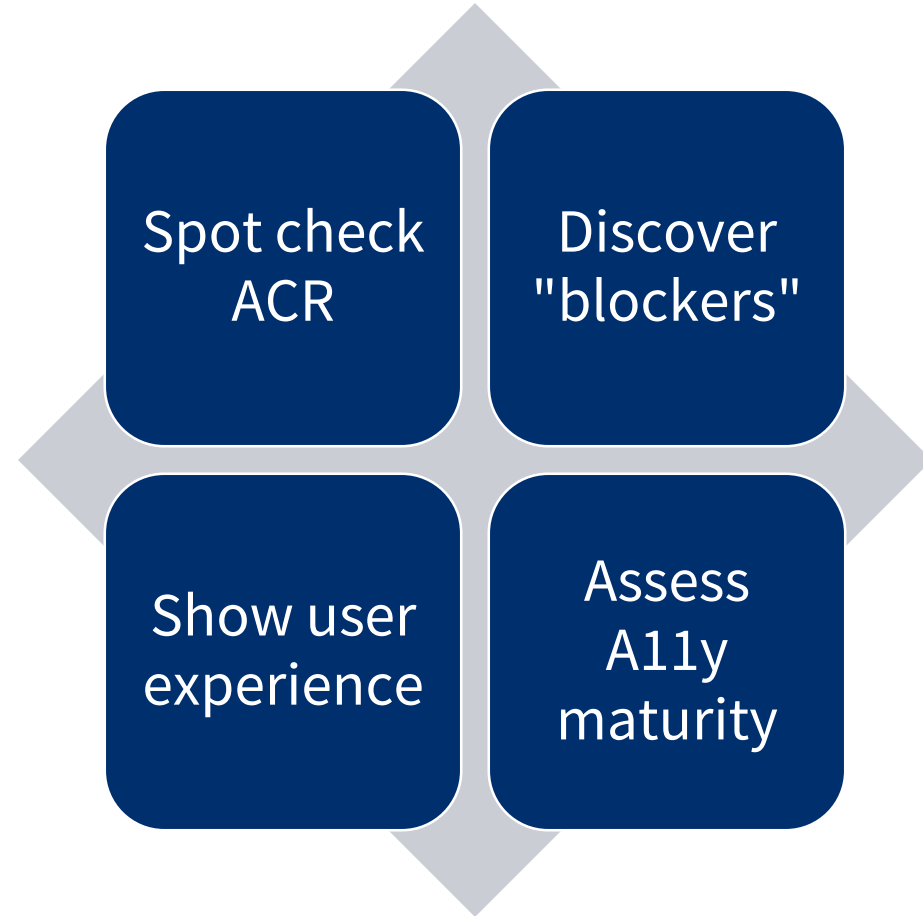 Spot check
ACR
Discover
"blockers"
Show user
experience
Assess
A11y
maturity